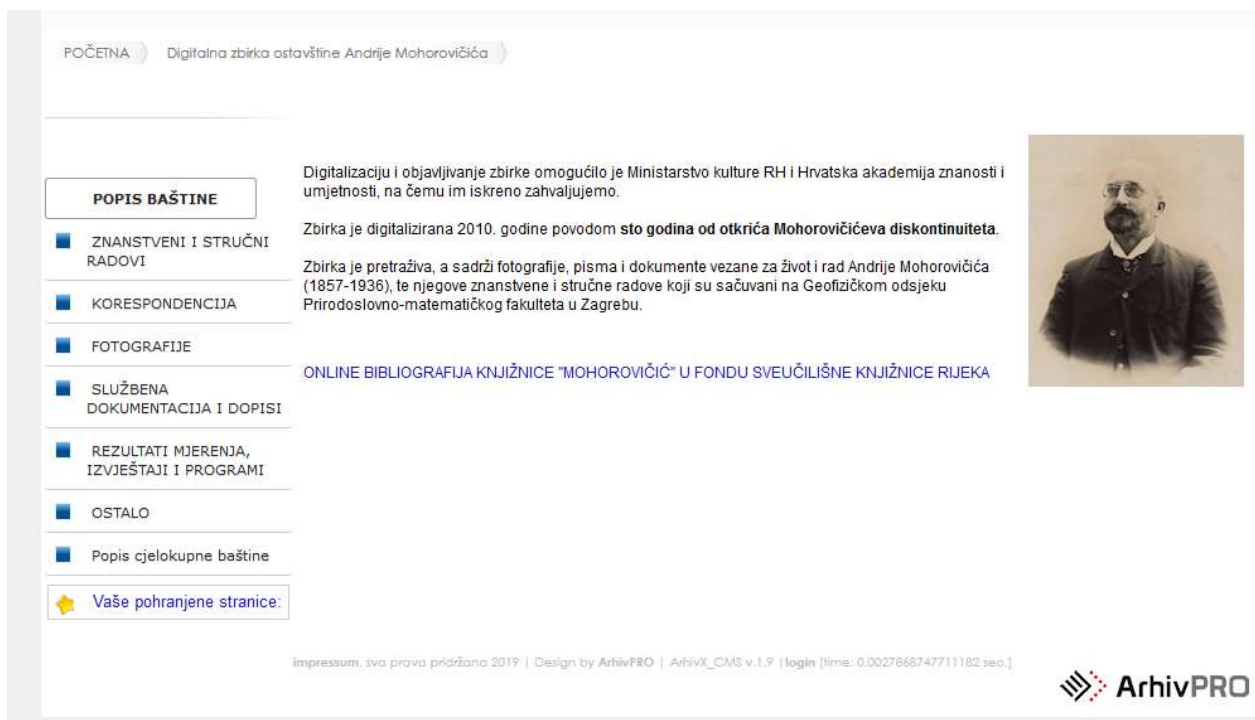 POČETNA
Digitalna zbirka ostavštine Andrije Mohorovičića
POPIS BAŠTINE
ZNANSTVENI I STRUČNI
RADOVI
KORESPONDENCIJA
FOTOGRAFIJE
SLUŽBENA
DOKUMENTACIJA I DOPISI
REZULTATI MJERENJA,
IZVJEŠTAJI I PROGRAMI
OSTALO
Popis cjelokupne baštine
Vaše pohranjene stranice:
Digitalizaciju i objavljivanje zbirke omogućilo je Ministarstvo kulture RH i Hrvatska akademija znanosti i
umjetnosti, na čemu im iskreno zahvaljujemo.
Zbirka je digitalizirana 2010. godine povodom sto godina od otkrića Mohorovičićeva diskontinuiteta.
Zbirka je pretraživa, a sadrži fotografije, pisma i dokumente vezane za život i rad Andrije Mohorovičića
(1857-1936), te njegove znanstvene i stručne radove koji su sačuvani na Geofizičkom odsjeku
Prirodoslovno-matematičkog fakulteta u Zagrebu.
ONLINE BIBLIOGRAFIJA KNJIŽNICE "MOHOROVIČIĆ" U FONDU SVEUČILIŠNE KNJIŽNICE RIJEKA
impressum, sva prava pridržana 2019 | Design by ArhivPRO | ArhivX_CMS v.1.9 | login [time: 0.0027868747711182 sec.]
ArhivPRO